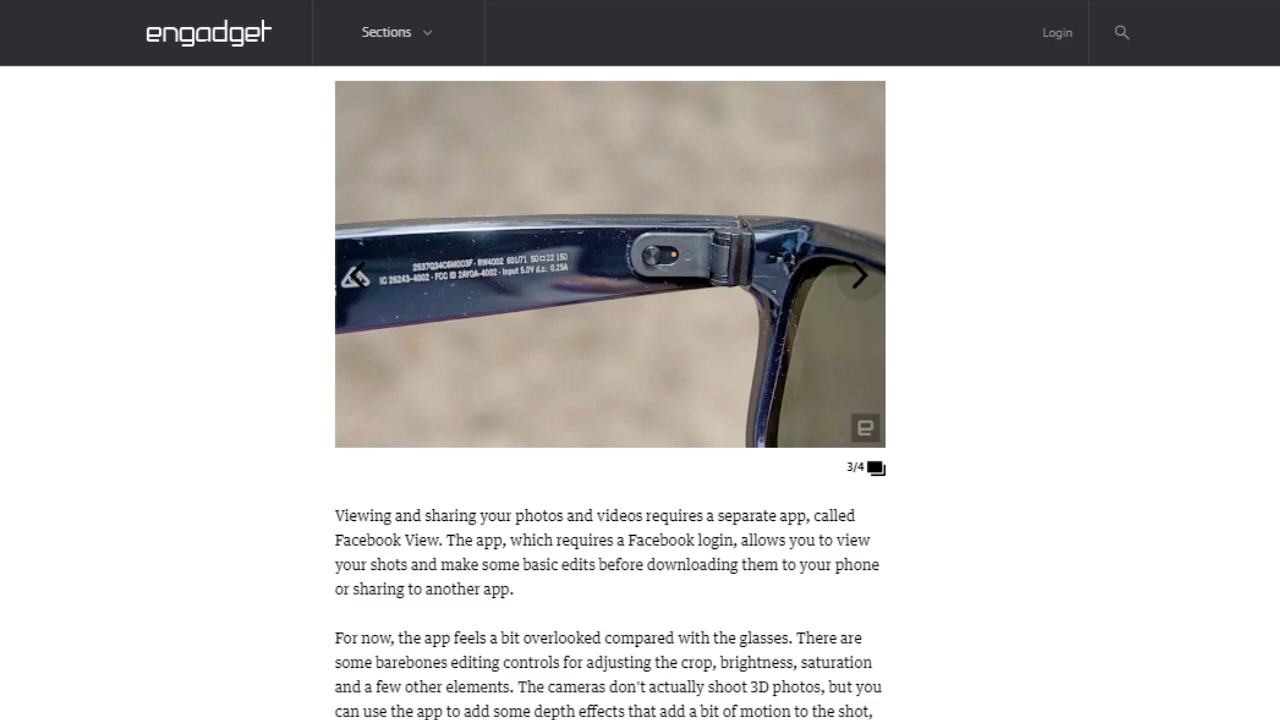 engadget
Sections
Login
2537Q34C6M003F - RW4002 601/71 50□22 150
IC 26243-4002 - FCC ID 2AYOA-4002 - Input 5.0V d.c. 0.25A
3/4
Viewing and sharing your photos and videos requires a separate app, called
Facebook View. The app, which requires a Facebook login, allows you to view
your shots and make some basic edits before downloading them to your phone
or sharing to another app.
For now, the app feels a bit overlooked compared with the glasses. There are
some barebones editing controls for adjusting the crop, brightness, saturation
and a few other elements. The cameras don't actually shoot 3D photos, but you
can use the app to add some depth effects that add a bit of motion to the shot,